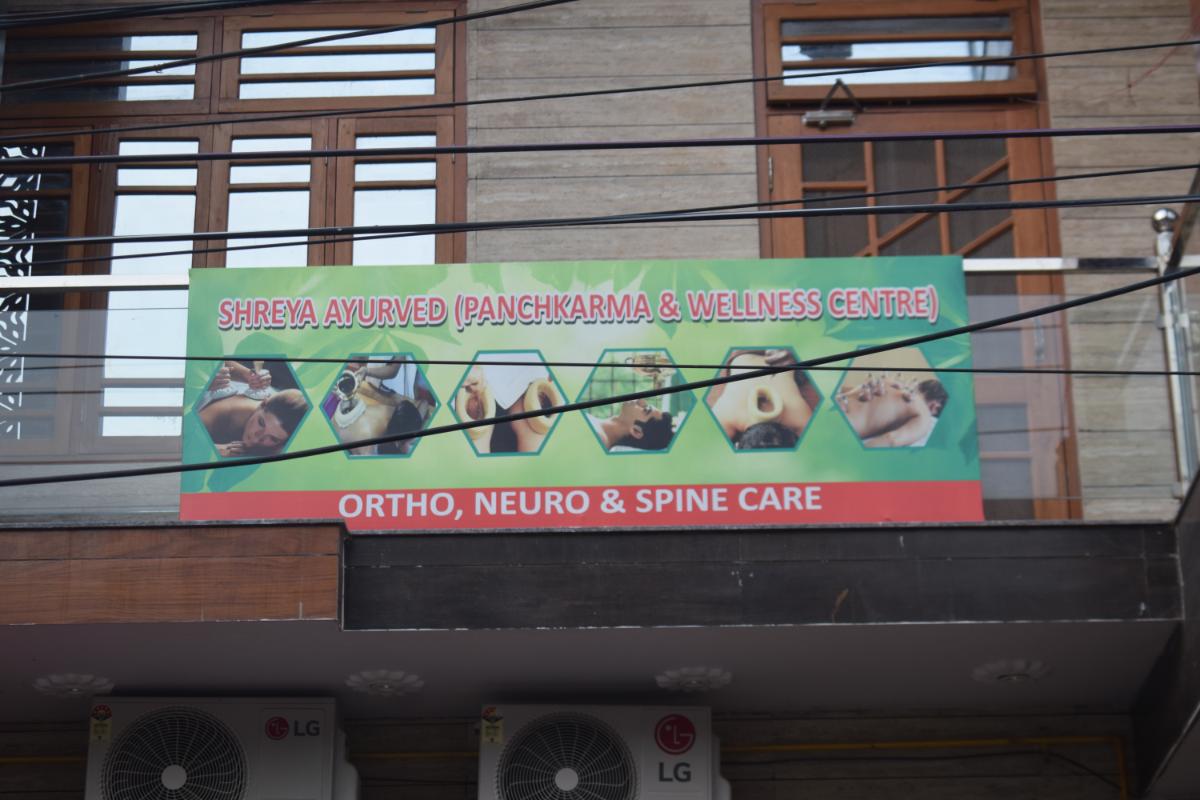 SHREYA AYURVED (PANCHKARMA & WELLNESS CENTRE)
ORTHO, NEURO & SPINE CARE
LG
LG